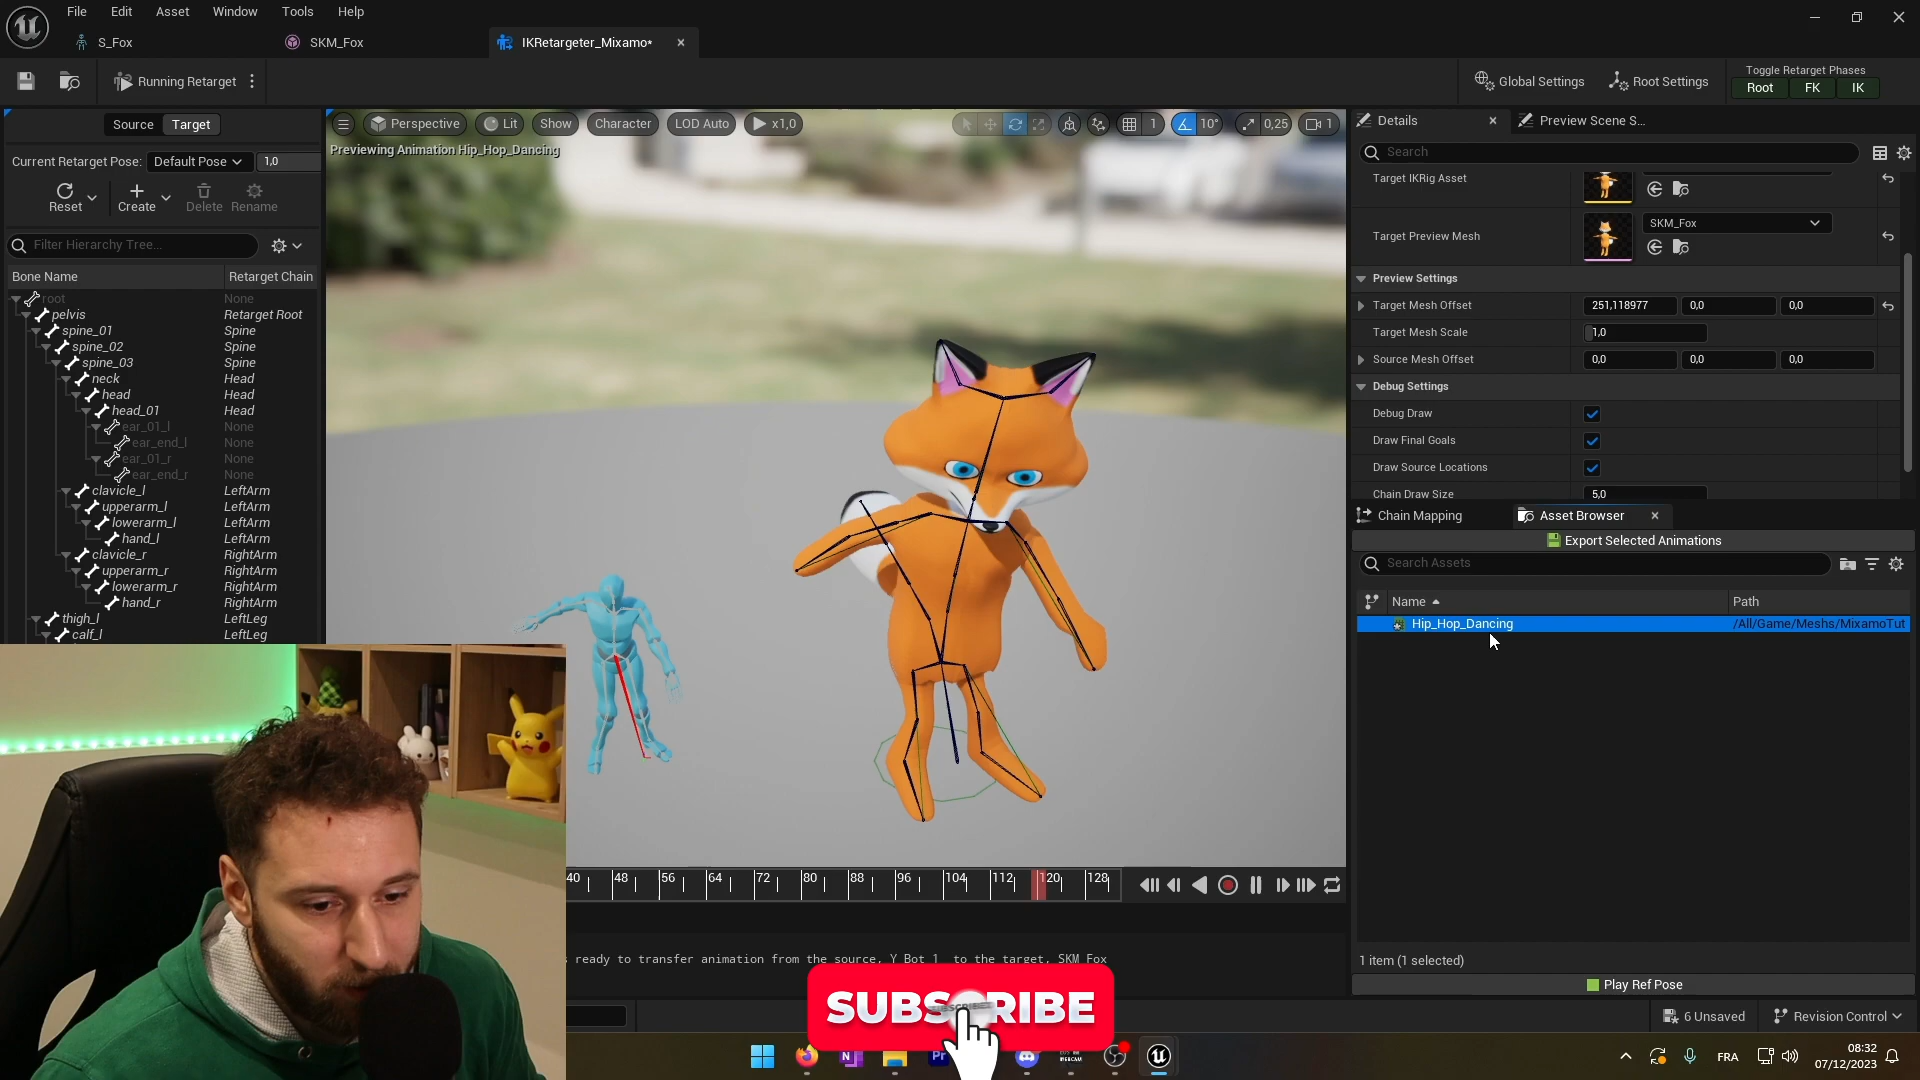 File Edit Asset Window Tools Help
S_Fox SKM_Fox IKRetargeter_Mixamo*
Running Retarget Global Settings Root Settings Toggle Retarget Phases
Root FK IK
Source Target
Current Retarget Pose: Default Pose 1,0
Reset Create Delete Rename
Filter Hierarchy Tree...
Bone Name Retarget Chain
root None
pelvis Retarget Root
spine_01 Spine
spine_02 Spine
spine_03 Spine
neck Head
head Head
head_01 Head
ear_01_l None
ear_end_l None
ear_01_r None
ear_end_r None
clavicle_l LeftArm
upperarm_l LeftArm
lowerarm_l LeftArm
hand_l LeftArm
clavicle_r RightArm
upperarm_r RightArm
lowerarm_r RightArm
hand_r RightArm
thigh_l LeftLeg
calf_l LeftLeg
Perspective Lit Show Character LOD Auto x1,0 1 10° 0,25 1
Previewing Animation Hip_Hop_Dancing
40 48 56 64 72 80 88 96 104 112 120 128
ready to transfer animation from the source, Y_Bot_1 to the target, SKM_Fox
SUBSCRIBE
Details Preview Scene S...
Search
Target IKRig Asset
Target Preview Mesh SKM_Fox
Preview Settings
Target Mesh Offset 251,118977 0,0 0,0
Target Mesh Scale 1,0
Source Mesh Offset 0,0 0,0 0,0
Debug Settings
Debug Draw
Draw Final Goals
Draw Source Locations
Chain Draw Size 5,0
Chain Mapping Asset Browser
Export Selected Animations
Search Assets
Name Path
Hip_Hop_Dancing /All/Game/Meshs/MixamoTut
1 item (1 selected)
Play Ref Pose
6 Unsaved Revision Control
N Pr FRA 08:32
07/12/2023